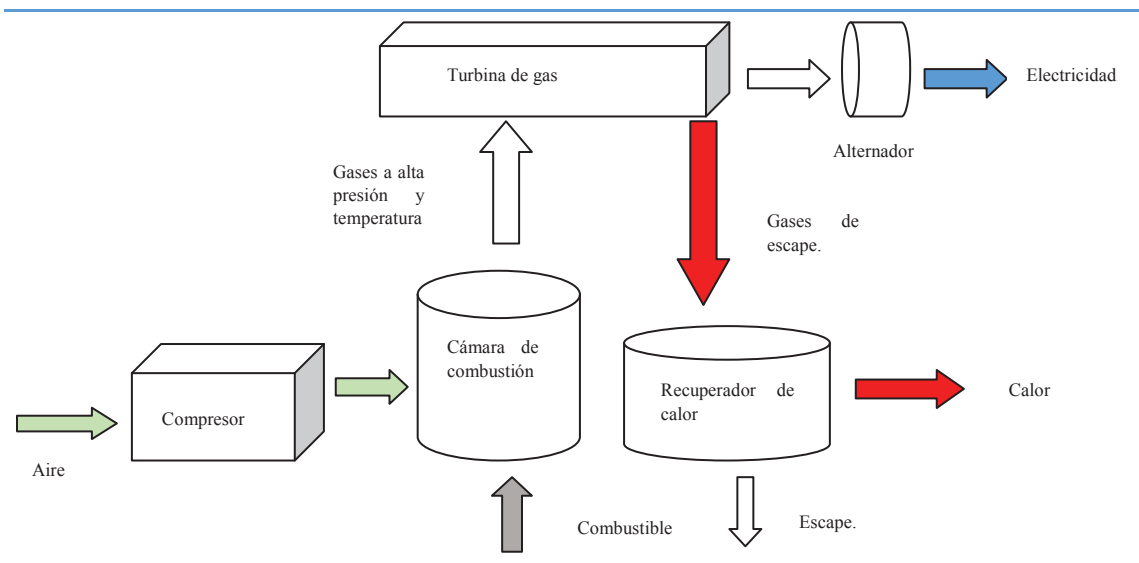 Turbina de gas
Electricidad
Alternador
Gases a alta
presión y
temperatura
Gases de
escape.
Cámara de
combustión
Recuperador de
calor
Calor
Compresor
Aire
Combustible
Escape.